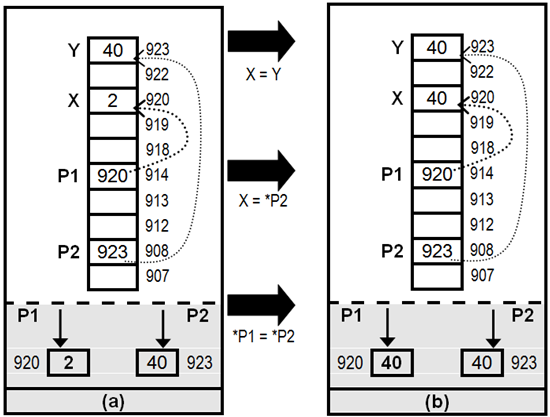 Y 40 923
922
X 2 920
919
918
P1 920 914
913
912
P2 923 908
907
P1 P2
920 2 40 923
(a)
X = Y
X = *P2
*P1 = *P2
Y 40 923
922
X 40 920
919
918
P1 920 914
913
912
P2 923 908
907
P1 P2
920 40 40 923
(b)